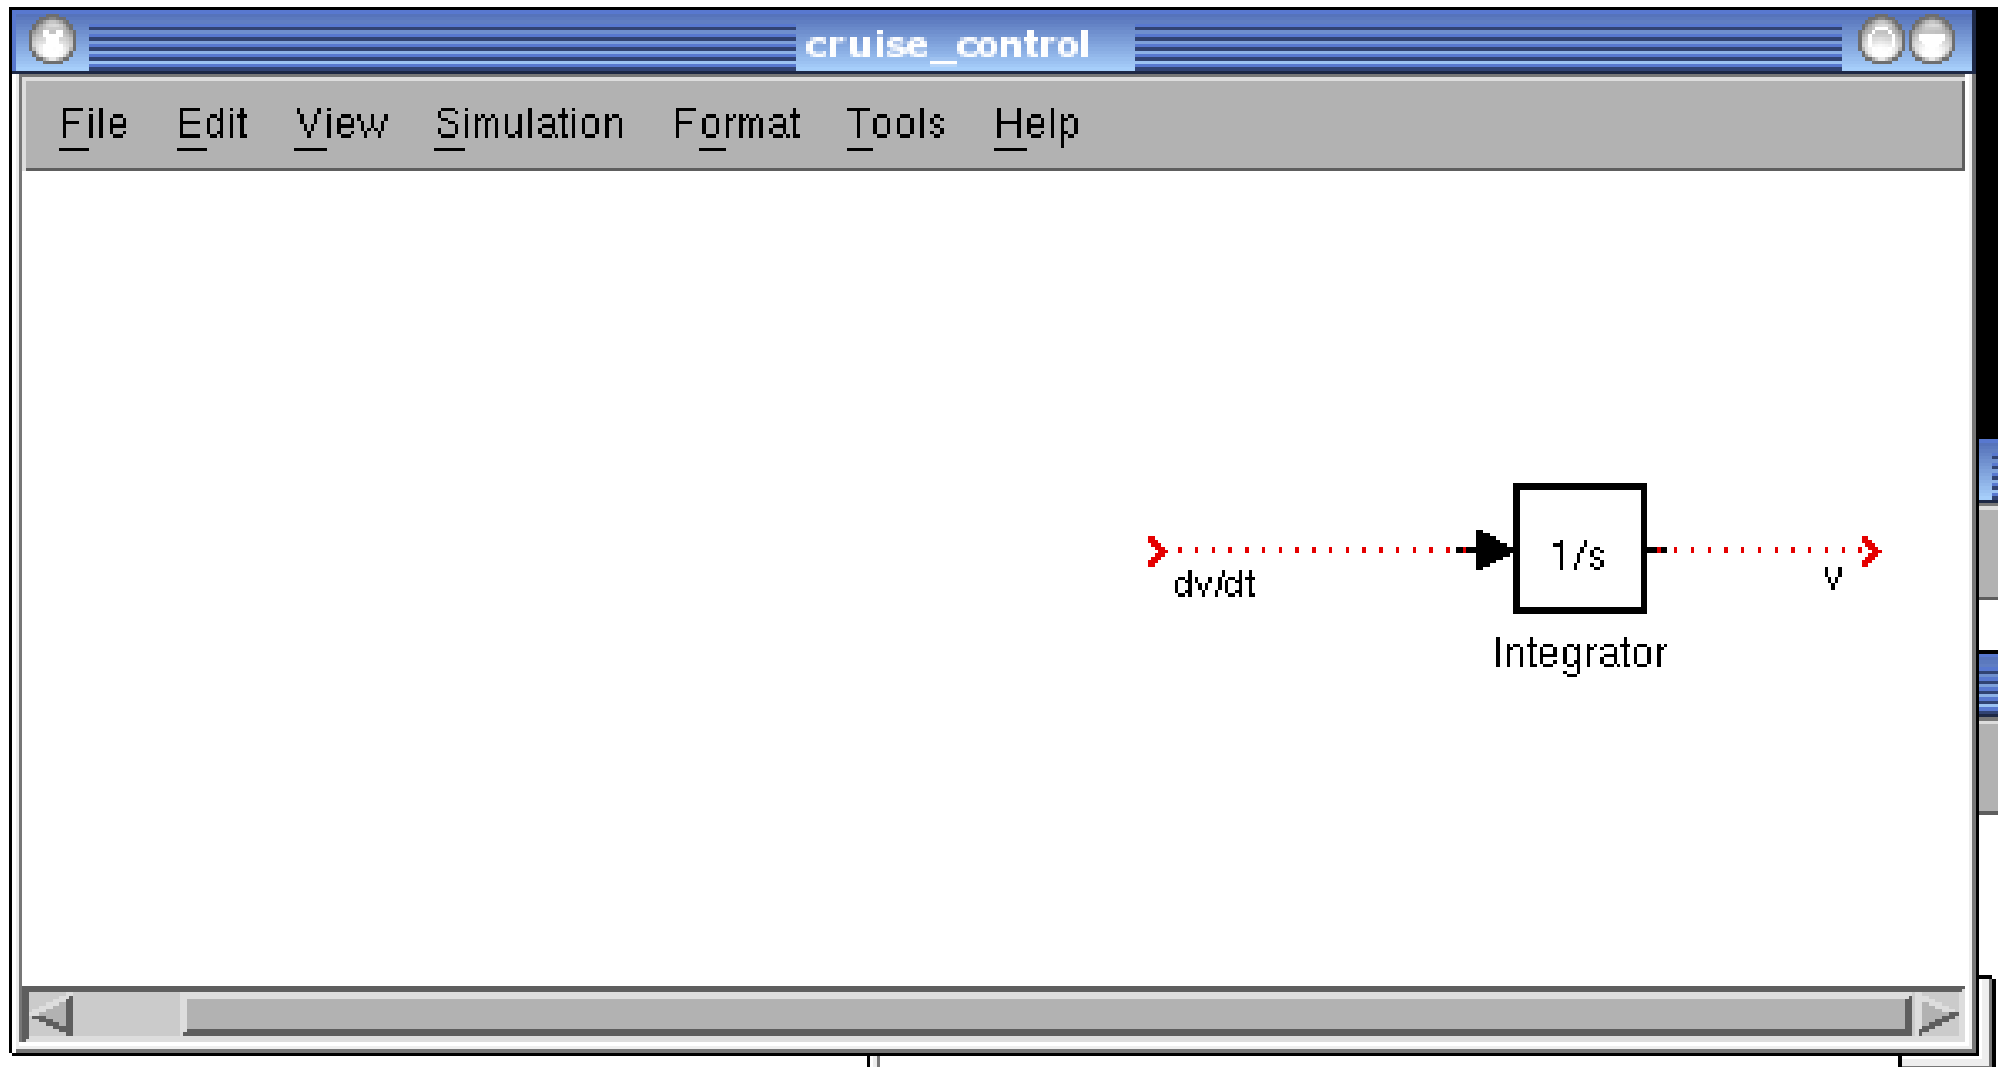 cruise_control
File Edit View Simulation Format Tools Help
1/s
dv/dt
v
Integrator